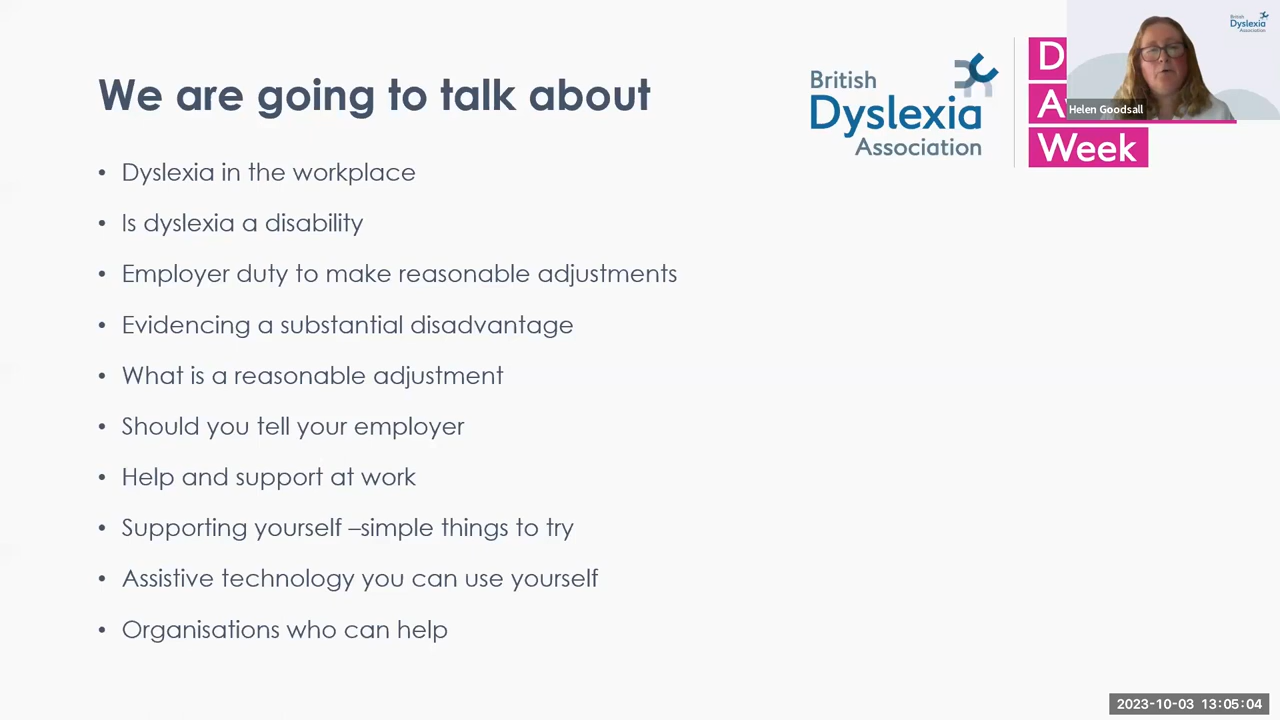 We are going to talk about
• Dyslexia in the workplace
• Is dyslexia a disability
• Employer duty to make reasonable adjustments
• Evidencing a substantial disadvantage
• What is a reasonable adjustment
• Should you tell your employer
• Help and support at work
• Supporting yourself –simple things to try
• Assistive technology you can use yourself
• Organisations who can help
British
Dyslexia
Association
Week
British
Dyslexia
Association
Helen Goodsall
2023-10-03 13:05:04